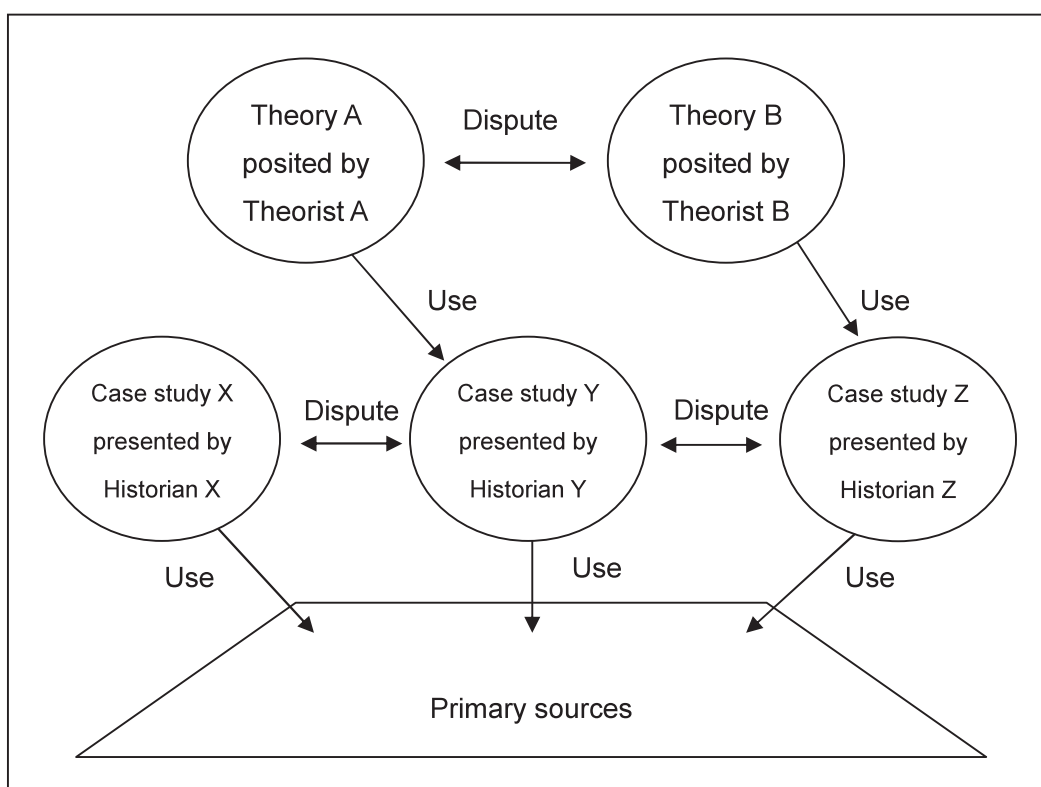 Theory A
posited by
Theorist A
Dispute
Theory B
posited by
Theorist B
Use
Use
Case study X
presented by
Historian X
Dispute
Case study Y
presented by
Historian Y
Dispute
Case study Z
presented by
Historian Z
Use
Use
Use
Primary sources